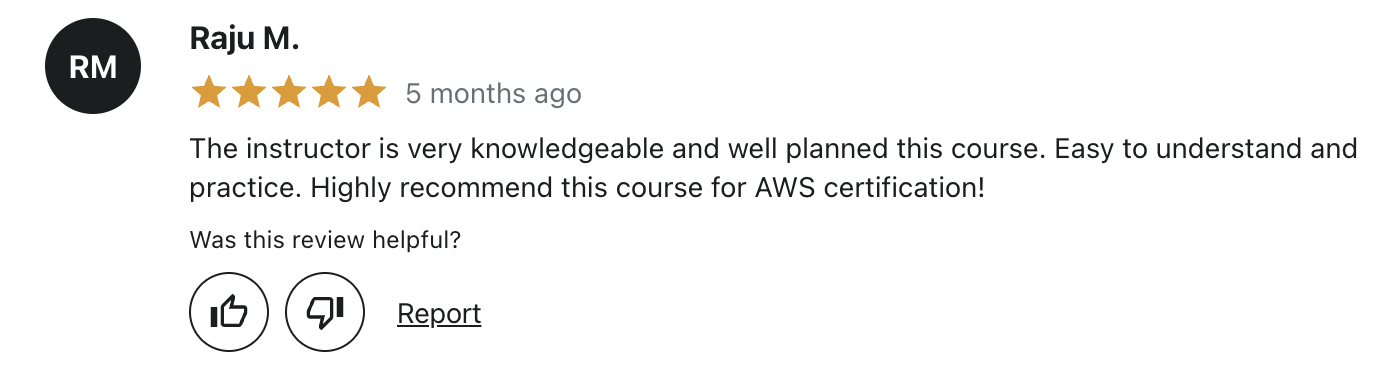 RM
Raju M.
5 months ago
The instructor is very knowledgeable and well planned this course. Easy to understand and
practice. Highly recommend this course for AWS certification!
Was this review helpful?
Report